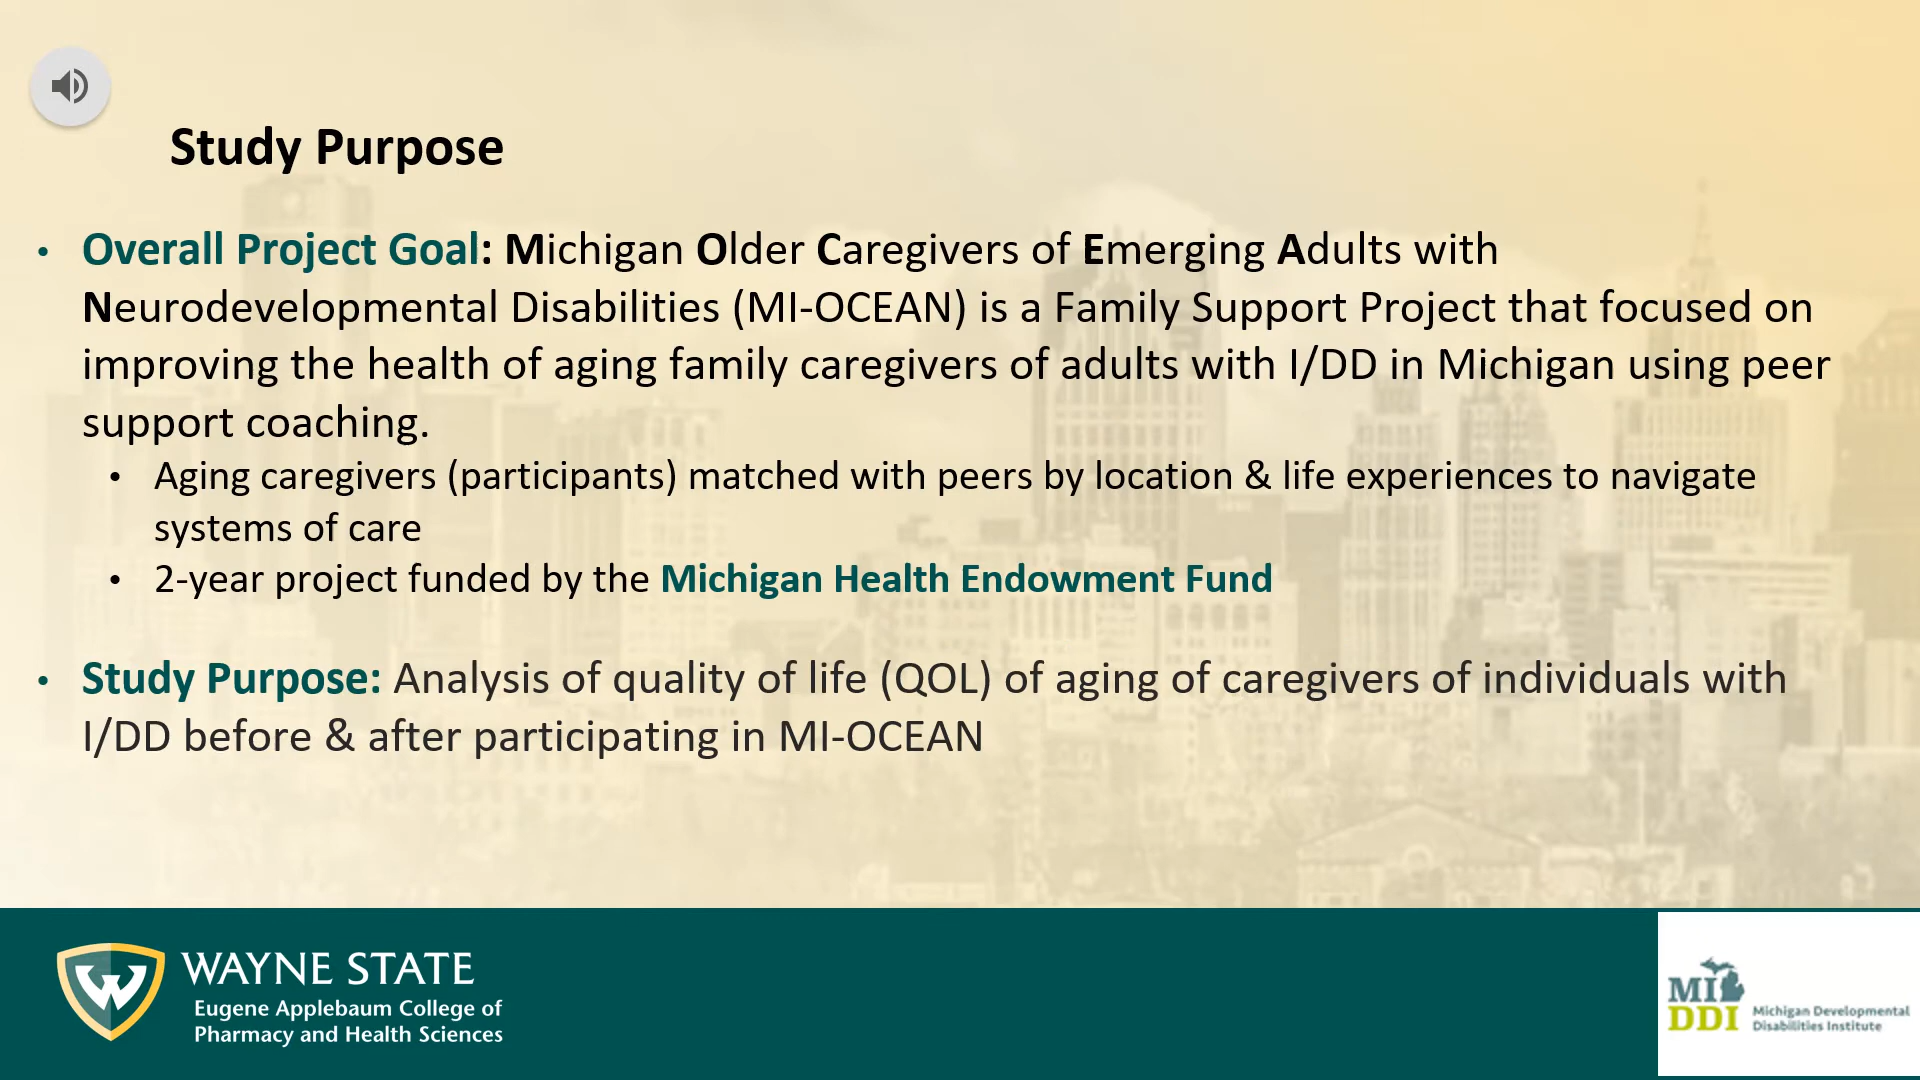 Study Purpose
• Overall Project Goal: Michigan Older Caregivers of Emerging Adults with
Neurodevelopmental Disabilities (MI-OCEAN) is a Family Support Project that focused on
improving the health of aging family caregivers of adults with I/DD in Michigan using peer
support coaching.
• Aging caregivers (participants) matched with peers by location & life experiences to navigate
systems of care
• 2-year project funded by the Michigan Health Endowment Fund
• Study Purpose: Analysis of quality of life (QOL) of aging of caregivers of individuals with
I/DD before & after participating in MI-OCEAN
W
WAYNE STATE
Eugene Applebaum College of
Pharmacy and Health Sciences
MI
DDI
Michigan Developmental
Disabilities Institute